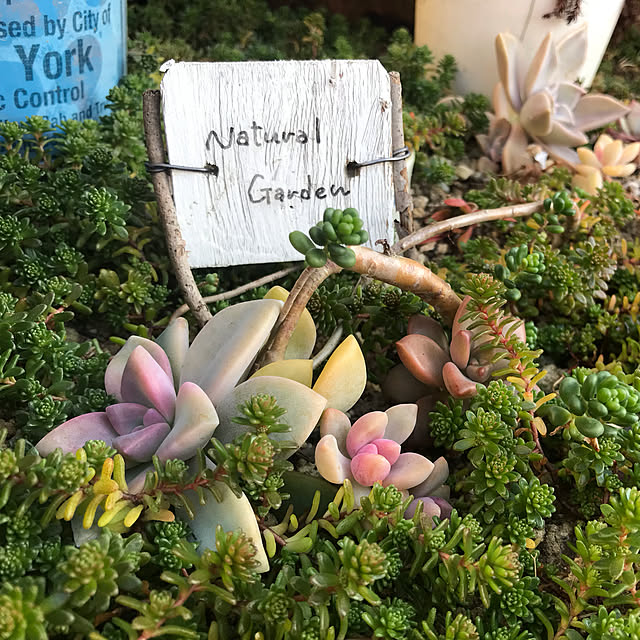 sed by City of
York
c Control
Natural
Garden